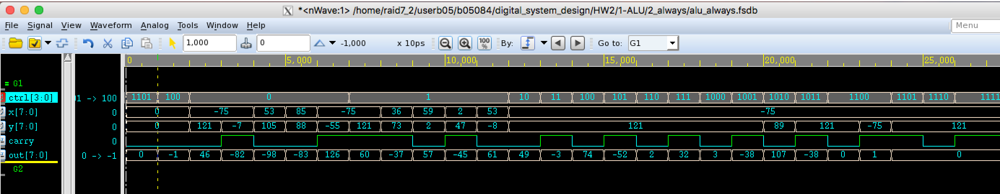 *<nWave:1> /home/raid7_2/userb05/b05084/digital_system_design/HW2/1-ALU/2_always/alu_always.fsdb
File Signal View Waveform Analog Tools Window Help Menu
1,000 0 -1,000 x 10ps 100 % By: Go to: G1
0 5,000 10,000 15,000 20,000 25,000
= G1
ctrl[3:0] 1 -> 100 1101 100 0 1 10 11 100 101 110 111 1000 1001 1010 1011 1100 1101 1110 1111
x[7:0] 0 0 -75 53 85 -75 36 59 2 53 -75
y[7:0] 0 0 121 -7 105 88 -55 121 73 2 47 -8 121 89 121 -75 121
carry 0
out[7:0] 0 -> -1 0 -1 46 -82 -98 -83 126 60 -37 57 -45 61 49 -3 74 -52 2 32 3 -38 107 -38 0 1 0
G2